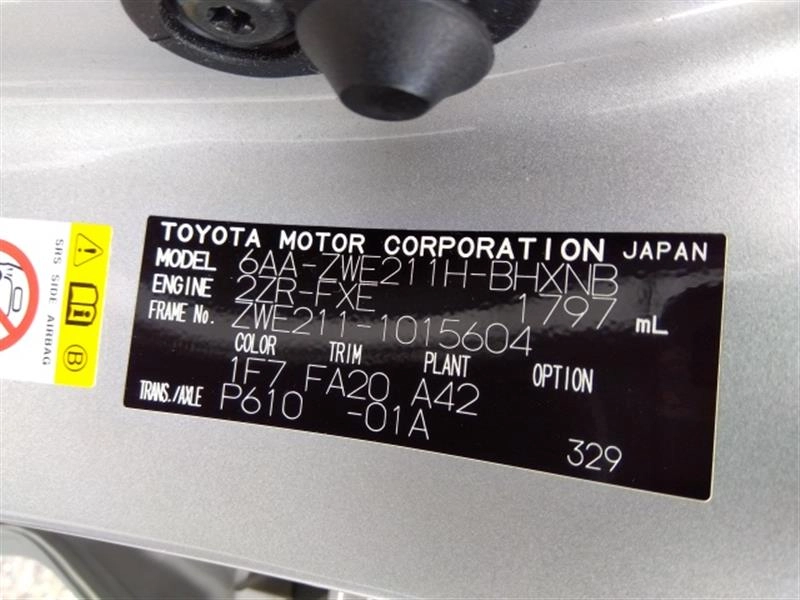 TOYOTA MOTOR CORPORATION JAPAN
MODEL 6AA-ZWE211H-BHXNB
ENGINE 2ZR-FXE 1797 mL
FRAME No. ZWE211-1015604
COLOR TRIM PLANT OPTION
1F7 FA20 A42
TRANS./AXLE P610 -01A
329
SRS SIDE AIRBAG
B